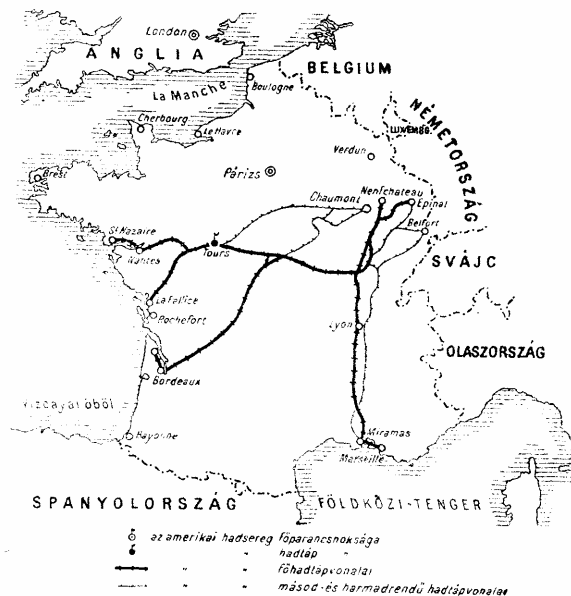 London
ANGLIA
BELGIUM
La Manche
Boulogne
NÉMETORSZÁG
LUXEMBG.
Cherbourg
Le Havre
Verdun
Párizs
Brest
Chaumont
Nenfchateau
Épinal
Belfort
St Nazaire
Nantes
Tours
SVÁJC
La Pallice
Rochefort
Lyon
OLASZORSZÁG
Bordeaux
Vizcayai öböl
Bayonne
Miramas
Marseille
SPANYOLORSZÁG
FÖLDKÖZI-TENGER
az amerikai hadsereg főparancsnoksága
" " hadtáp "
" " főhadtápvonalai
" " másod-és harmadrendű hadtápvonalai